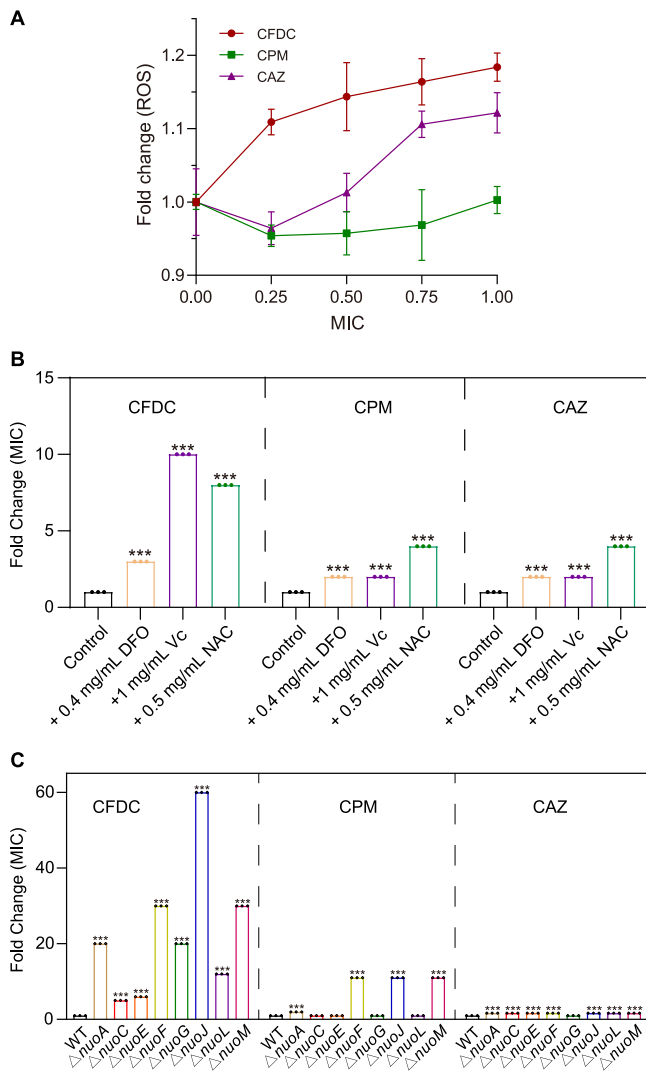 A
CFDC
CPM
CAZ
Fold change (ROS)
1.2
1.1
1.0
0.9
0.00 0.25 0.50 0.75 1.00
MIC
B
Fold Change (MIC)
15
10
5
0
CFDC CPM CAZ
*** *** ***
*** *** ***
*** *** ***
Control
+ 0.4 mg/mL DFO
+1 mg/mL Vc
+ 0.5 mg/mL NAC
Control
+ 0.4 mg/mL DFO
+1 mg/mL Vc
+ 0.5 mg/mL NAC
Control
+ 0.4 mg/mL DFO
+1 mg/mL Vc
+ 0.5 mg/mL NAC
C
Fold Change (MIC)
60
40
20
0
CFDC CPM CAZ
*** *** *** *** *** *** *** ***
*** *** *** ***
*** *** *** *** *** *** ***
WT
△nuoA
△nuoC
△nuoE
△nuoF
△nuoG
△nuoJ
△nuoL
△nuoM
WT
△nuoA
△nuoC
△nuoE
△nuoF
△nuoG
△nuoJ
△nuoL
△nuoM
WT
△nuoA
△nuoC
△nuoE
△nuoF
△nuoG
△nuoJ
△nuoL
△nuoM